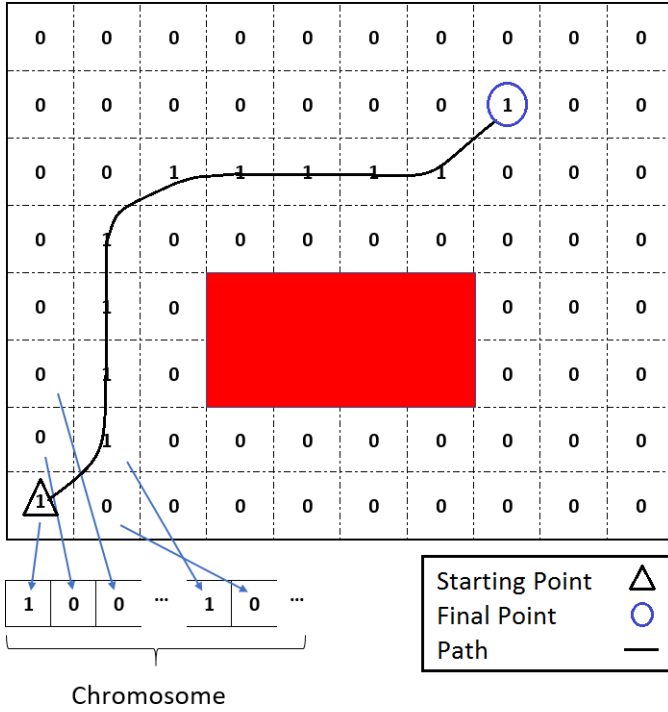 0 0 0 0 0 0 0 0 0 0
0 0 0 0 0 0 0 1 0 0
0 0 1 1 1 1 1 0 0 0
0 1 0 0 0 0 0 0 0 0
0 1 0 0 0 0
0 1 0 0 0 0
0 1 0 0 0 0 0 0 0 0
1 0 0 0 0 0 0 0 0 0
1 0 0 ... 1 0 ...
Chromosome
Starting Point
Final Point
Path